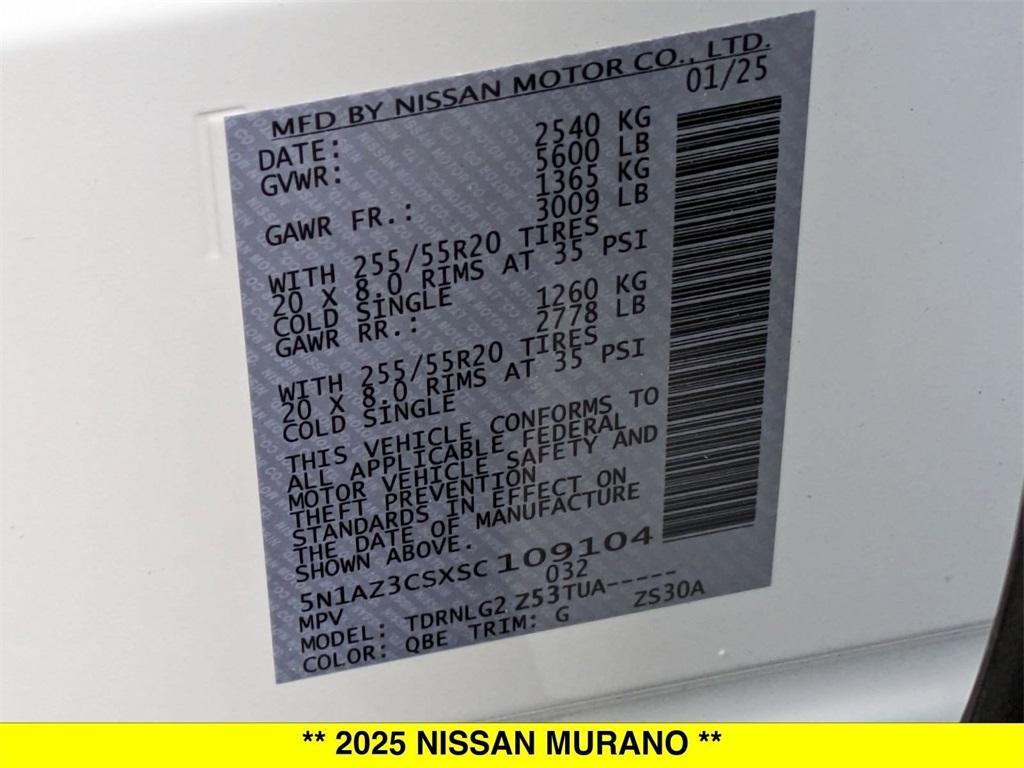 MFD BY NISSAN MOTOR CO., LTD.
DATE: 01/25
GVWR: 2540 KG
5600 LB
GAWR FR.: 1365 KG
3009 LB
WITH 255/55R20 TIRES
20 X 8.0 RIMS AT 35 PSI
COLD SINGLE
GAWR RR.: 1260 KG
2778 LB
WITH 255/55R20 TIRES
20 X 8.0 RIMS AT 35 PSI
COLD SINGLE
THIS VEHICLE CONFORMS TO
ALL APPLICABLE FEDERAL
MOTOR VEHICLE SAFETY AND
THEFT PREVENTION
STANDARDS IN EFFECT ON
THE DATE OF MANUFACTURE
SHOWN ABOVE.
5N1AZ3CSXSC109104
MPV 032
MODEL: TDRNLG2 Z53TUA-----
COLOR: QBE TRIM: G ZS30A
** 2025 NISSAN MURANO **